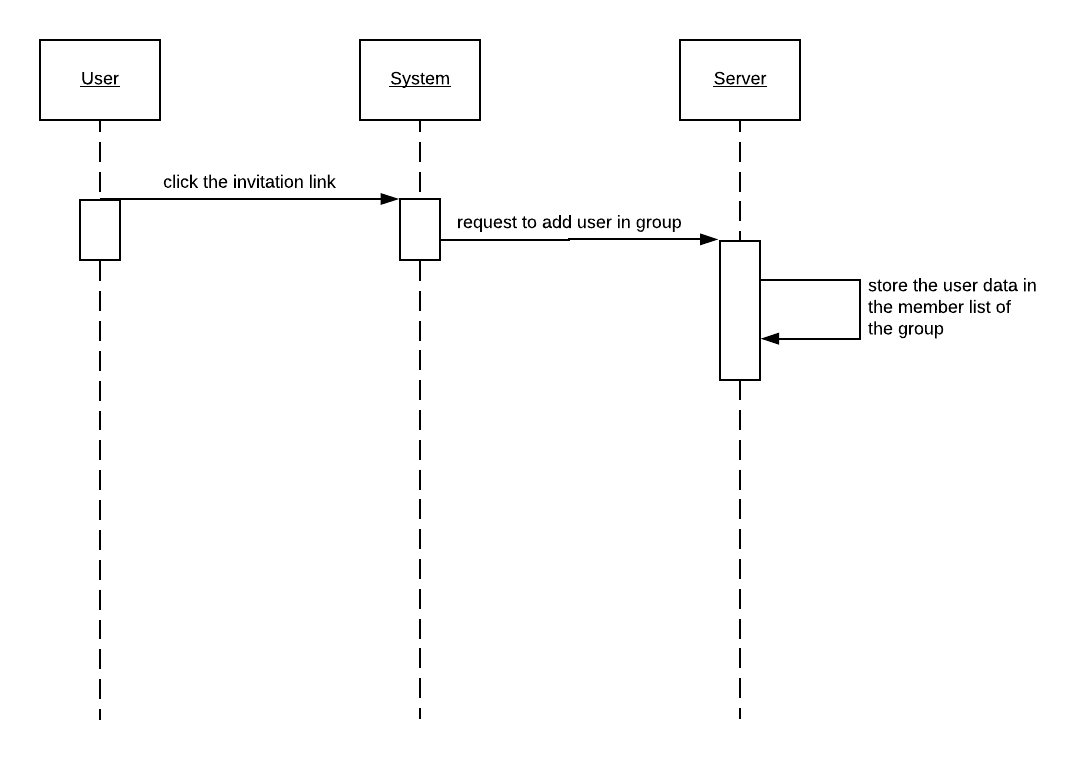 User
System
Server
click the invitation link
request to add user in group
store the user data in
the member list of
the group